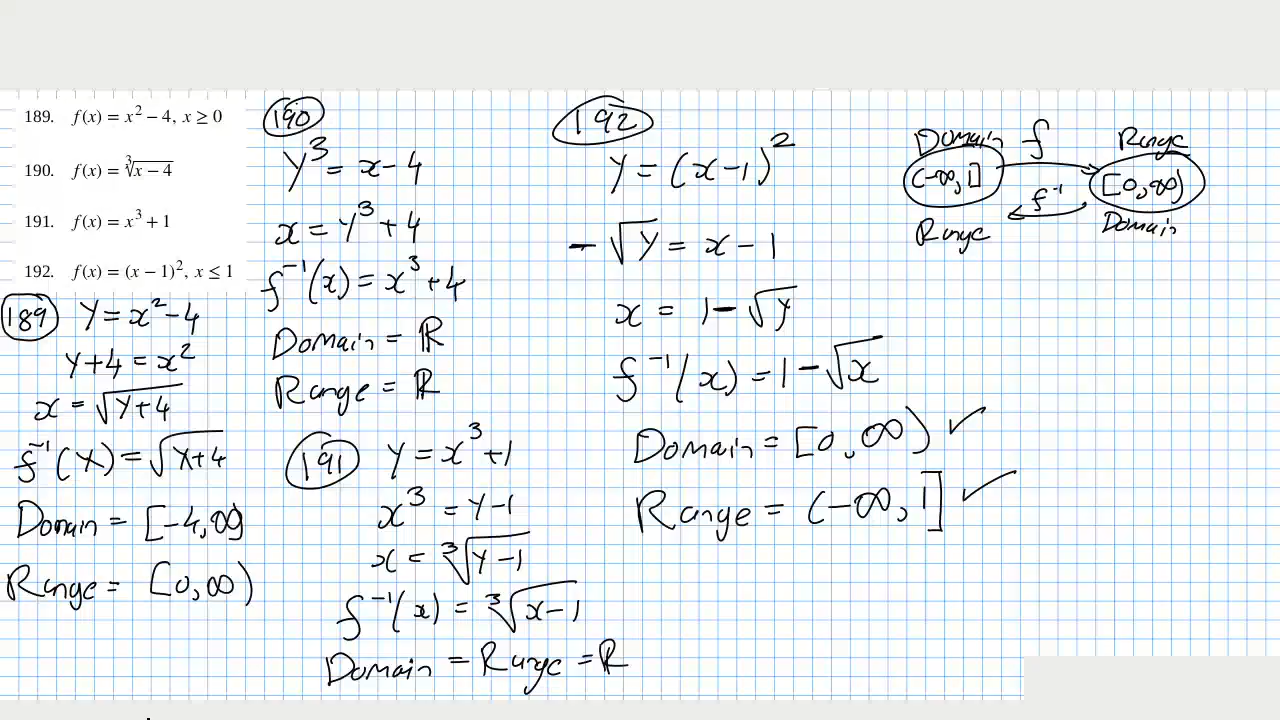 189. f(x) = x² − 4, x ≥ 0
190. f(x) = ∛(x − 4)
191. f(x) = x³ + 1
192. f(x) = (x − 1)², x ≤ 1
189
y = x² − 4
y + 4 = x²
x = √(y + 4)
f⁻¹(x) = √(x + 4)
Domain = [−4, ∞)
Range = [0, ∞)
190
y³ = x − 4
x = y³ + 4
f⁻¹(x) = x³ + 4
Domain = ℝ
Range = ℝ
191
y = x³ + 1
x³ = y − 1
x = ∛(y − 1)
f⁻¹(x) = ∛(x − 1)
Domain = Range = ℝ
192
y = (x − 1)²
− √y = x − 1
x = 1 − √y
f⁻¹(x) = 1 − √x
Domain = [0, ∞) ✓
Range = (−∞, 1] ✓
Domain f Range
(−∞, 1] [0, ∞)
f⁻¹
Range Domain